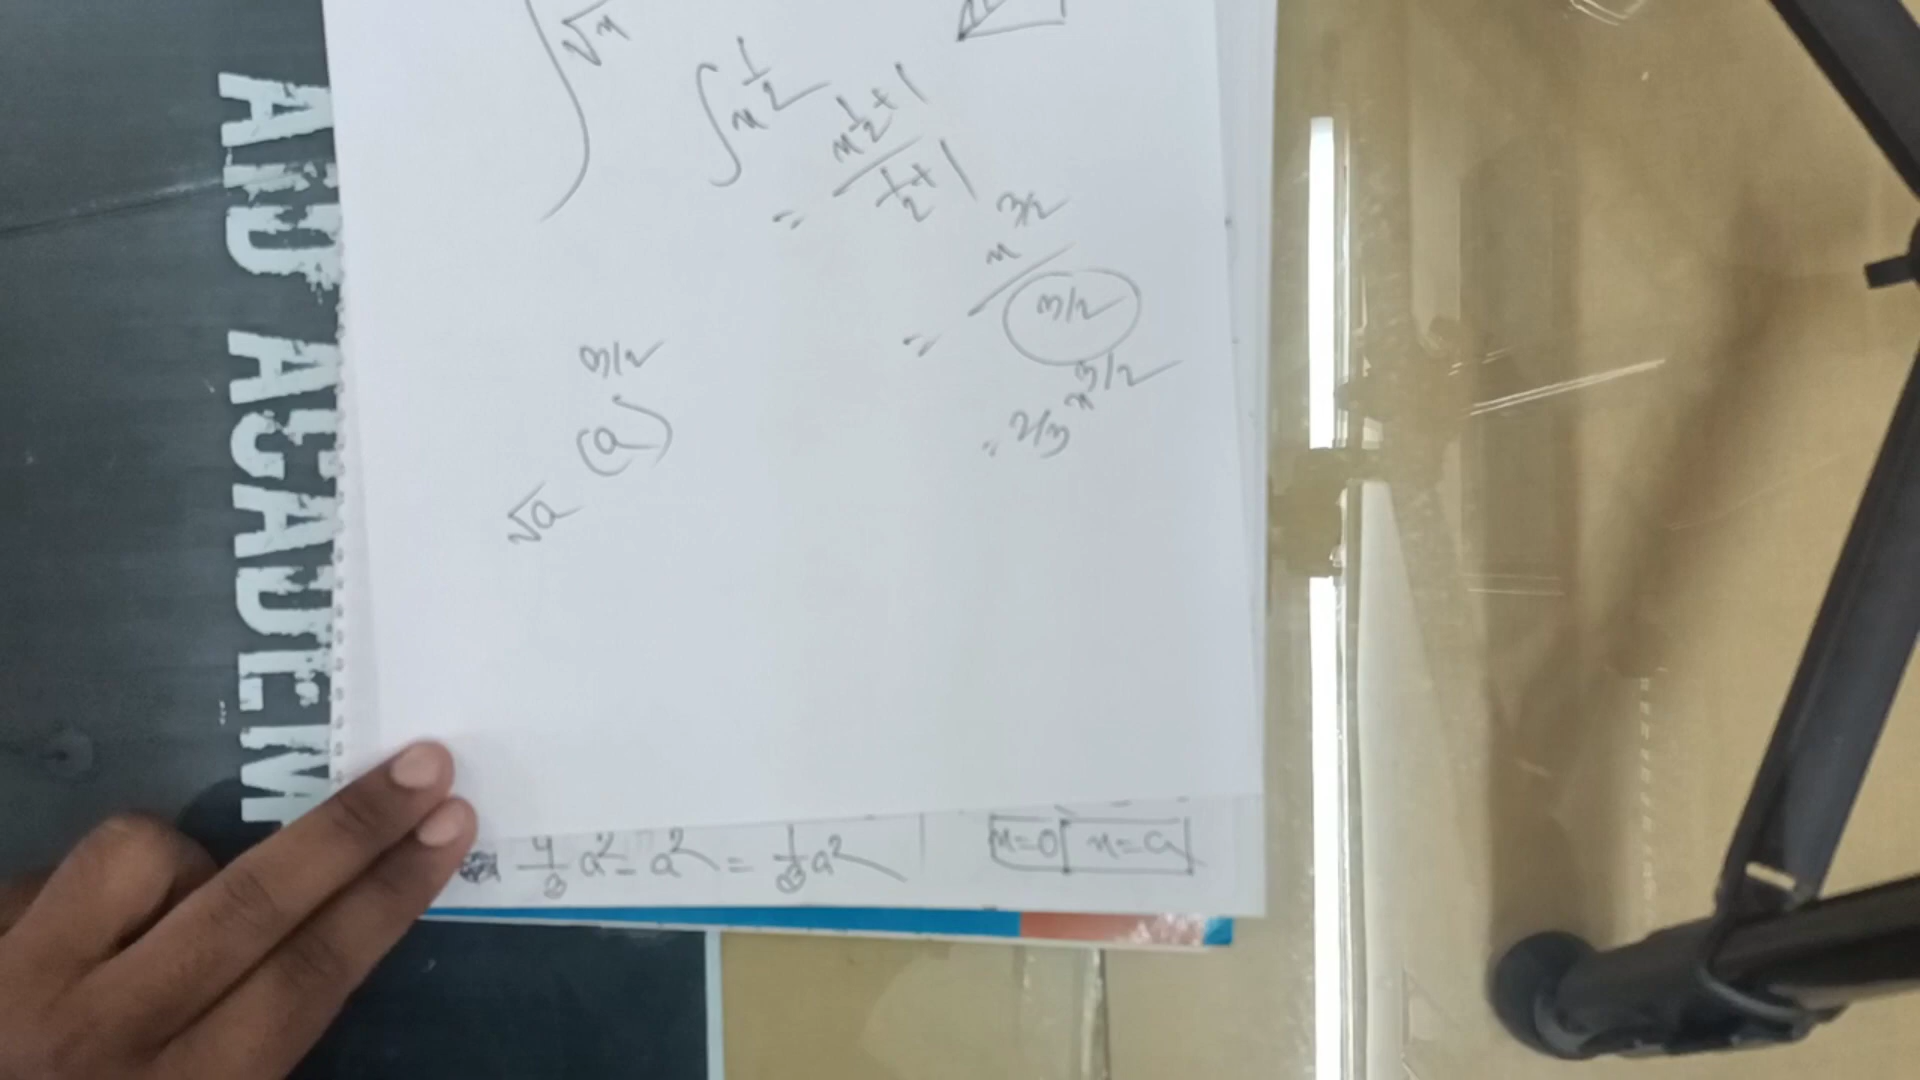 ∫√x
∫x^1/2
= x^1/2+1 / 1/2+1
= x^3/2 / 3/2
= 2/3 x^3/2
√a (a)^3/2
4/3 a² - a² = 1/3 a²
x=0 x=a
AND ACADEM